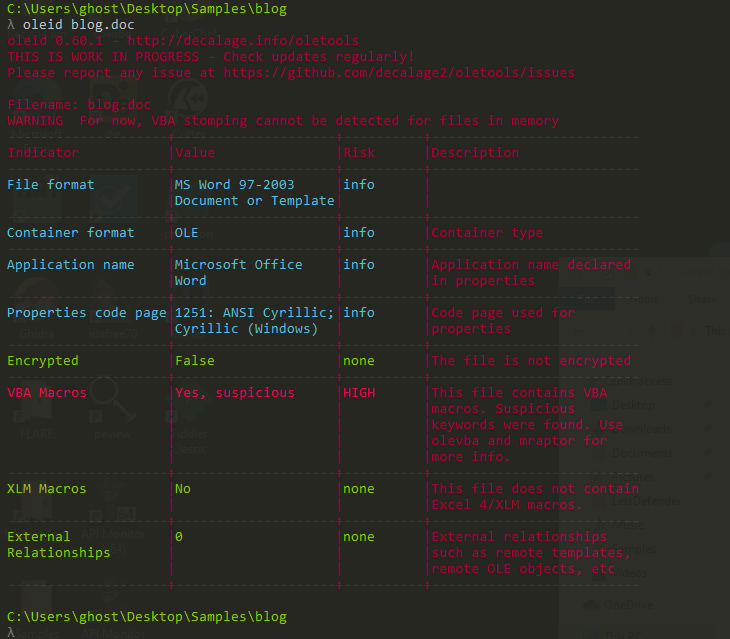 C:\Users\ghost\Desktop\Samples\blog
λ oleid blog.doc
oleid 0.60.1 - http://decalage.info/oletools
THIS IS WORK IN PROGRESS - Check updates regularly!
Please report any issue at https://github.com/decalage2/oletools/issues
Filename: blog.doc
WARNING  For now, VBA stomping cannot be detected for files in memory
Indicator |Value |Risk |Description
File format |MS Word 97-2003 |info |
|Document or Template| |
Container format |OLE |info |Container type
Application name |Microsoft Office |info |Application name declared
|Word | |in properties
Properties code page|1251: ANSI Cyrillic;|info |Code page used for
|Cyrillic (Windows) | |properties
Encrypted |False |none |The file is not encrypted
VBA Macros |Yes, suspicious |HIGH |This file contains VBA
| | |macros. Suspicious
| | |keywords were found. Use
| | |olevba and mraptor for
| | |more info.
XLM Macros |No |none |This file does not contain
| | |Excel 4/XLM macros.
External |0 |none |External relationships
Relationships | | |such as remote templates,
| | |remote OLE objects, etc
C:\Users\ghost\Desktop\Samples\blog
λ